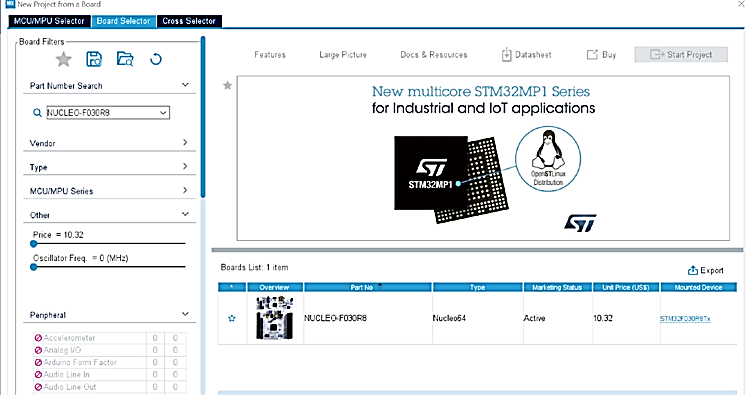 MX New Project from a Board
MCU/MPU Selector Board Selector Cross Selector
Board Filters
Part Number Search
NUCLEO-F030R8
Vendor
Type
MCU/MPU Series
Other
Price = 10.32
Oscillator Freq. = 0 (MHz)
Peripheral
Accelerometer 0 0
Analog I/O 0 0
Arduino Form Factor 0 0
Audio Line In 0 0
Audio Line Out 0 0
Features Large Picture Docs & Resources Datasheet Buy Start Project
New multicore STM32MP1 Series
for Industrial and IoT applications
ST
STM32MP1
OpenSTLinux
Distribution
ST
Boards List: 1 item
Export
* Overview Part No Type Marketing Status Unit Price (US$) Mounted Device
NUCLEO-F030R8 Nucleo64 Active 10.32 STM32F030R8Tx